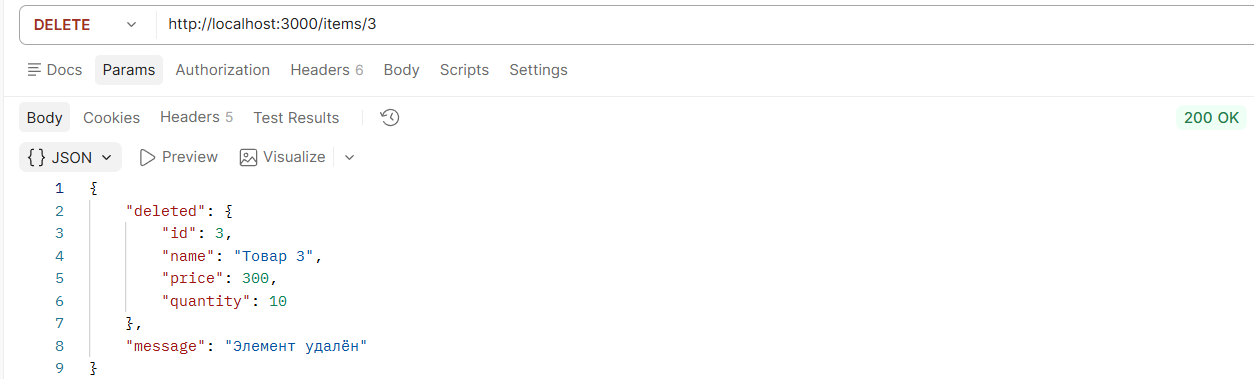 DELETE http://localhost:3000/items/3
Docs Params Authorization Headers 6 Body Scripts Settings
Body Cookies Headers 5 Test Results 200 OK
{} JSON Preview Visualize
1 {
2 "deleted": {
3 "id": 3,
4 "name": "Товар 3",
5 "price": 300,
6 "quantity": 10
7 },
8 "message": "Элемент удалён"
9 }